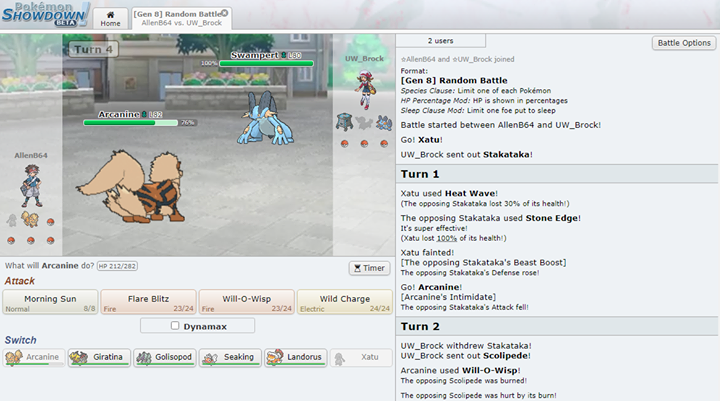 Pokémon
SHOWDOWN
BETA
Home
[Gen 8] Random Battle
AllenB64 vs. UW_Brock
Turn 4
Swampert L80
100%
UW_Brock
Arcanine L82
76%
AllenB64
What will Arcanine do? HP 212/282
Timer
Attack
Morning Sun
Normal 8/8
Flare Blitz
Fire 23/24
Will-O-Wisp
Fire 23/24
Wild Charge
Electric 24/24
Dynamax
Switch
Arcanine
Giratina
Golisopod
Seaking
Landorus
Xatu
2 users
Battle Options
☆AllenB64 and ☆UW_Brock joined
Format:
[Gen 8] Random Battle
Species Clause: Limit one of each Pokémon
HP Percentage Mod: HP is shown in percentages
Sleep Clause Mod: Limit one foe put to sleep
Battle started between AllenB64 and UW_Brock!
Go! Xatu!
UW_Brock sent out Stakataka!
Turn 1
Xatu used Heat Wave!
(The opposing Stakataka lost 30% of its health!)
The opposing Stakataka used Stone Edge!
It's super effective!
(Xatu lost 100% of its health!)
Xatu fainted!
[The opposing Stakataka's Beast Boost]
The opposing Stakataka's Defense rose!
Go! Arcanine!
[Arcanine's Intimidate]
The opposing Stakataka's Attack fell!
Turn 2
UW_Brock withdrew Stakataka!
UW_Brock sent out Scolipede!
Arcanine used Will-O-Wisp!
The opposing Scolipede was burned!
The opposing Scolipede was hurt by its burn!